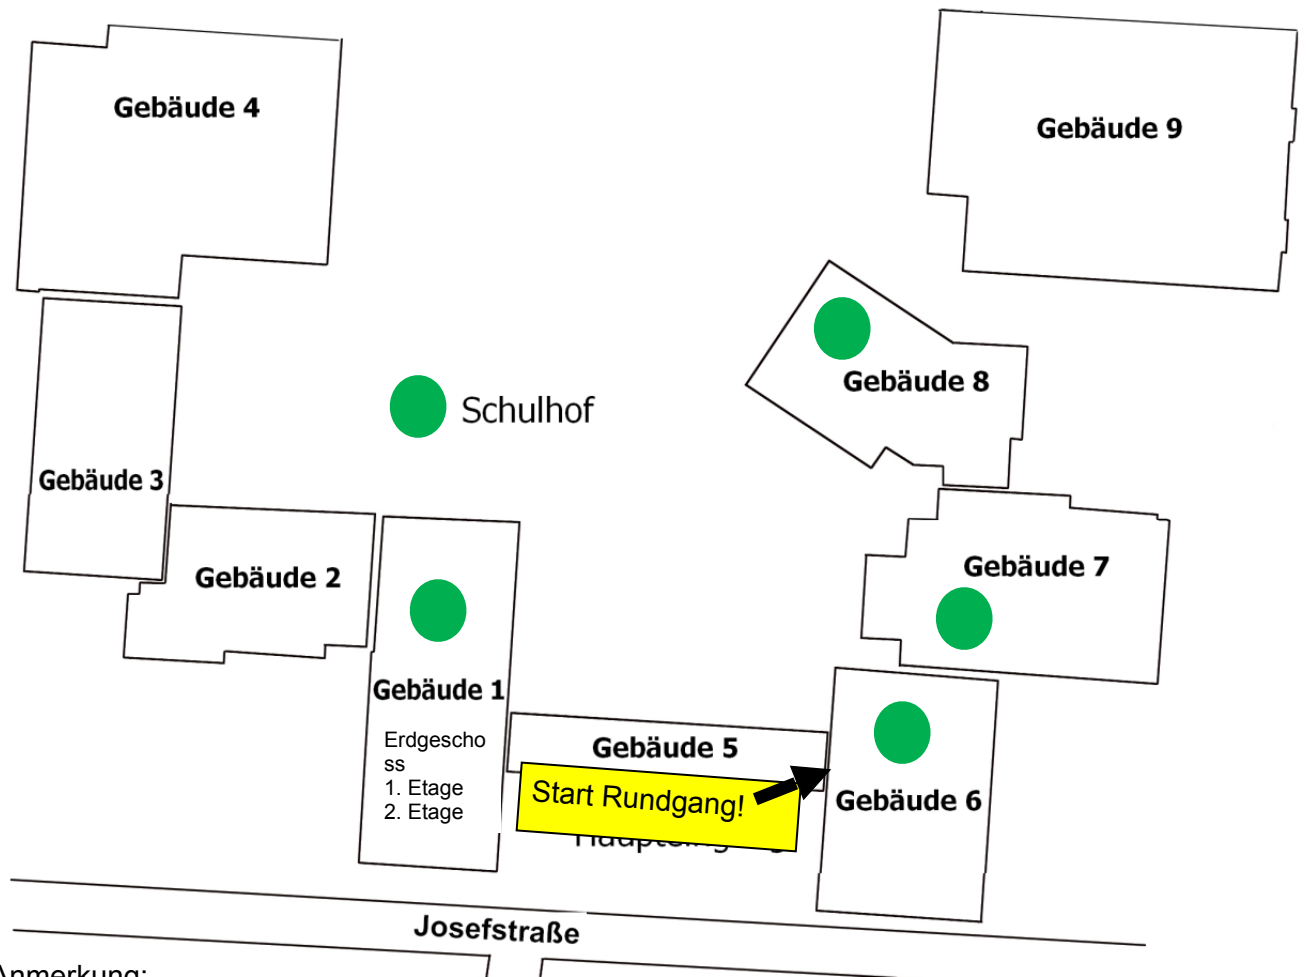 Gebäude 4
Gebäude 9
Gebäude 8
Schulhof
Gebäude 3
Gebäude 7
Gebäude 2
Gebäude 1
Erdgescho
ss
1. Etage
2. Etage
Gebäude 5
Start Rundgang!
Gebäude 6
Josefstraße
Anmerkung: